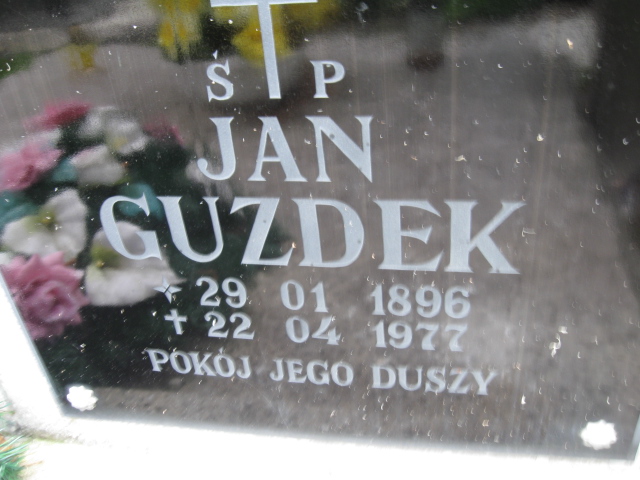 Ś P
JAN
GUZDEK
* 29 01 1896
✝ 22 04 1977
POKÓJ JEGO DUSZY